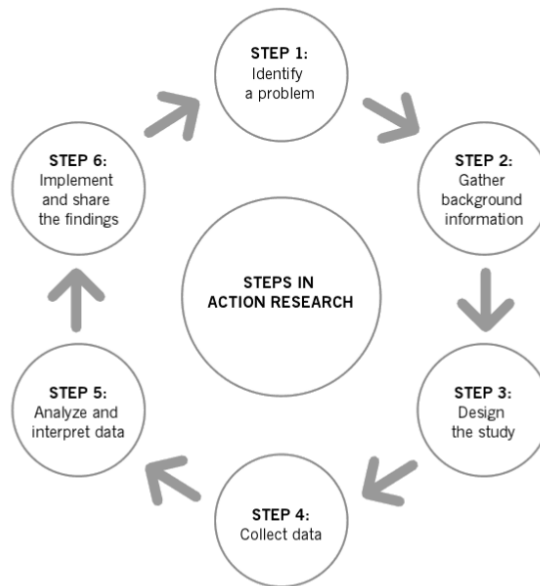 STEP 1:
Identify
a problem
STEP 2:
Gather
background
information
STEP 3:
Design
the study
STEP 4:
Collect data
STEP 5:
Analyze and
interpret data
STEP 6:
Implement
and share
the findings
STEPS IN
ACTION RESEARCH